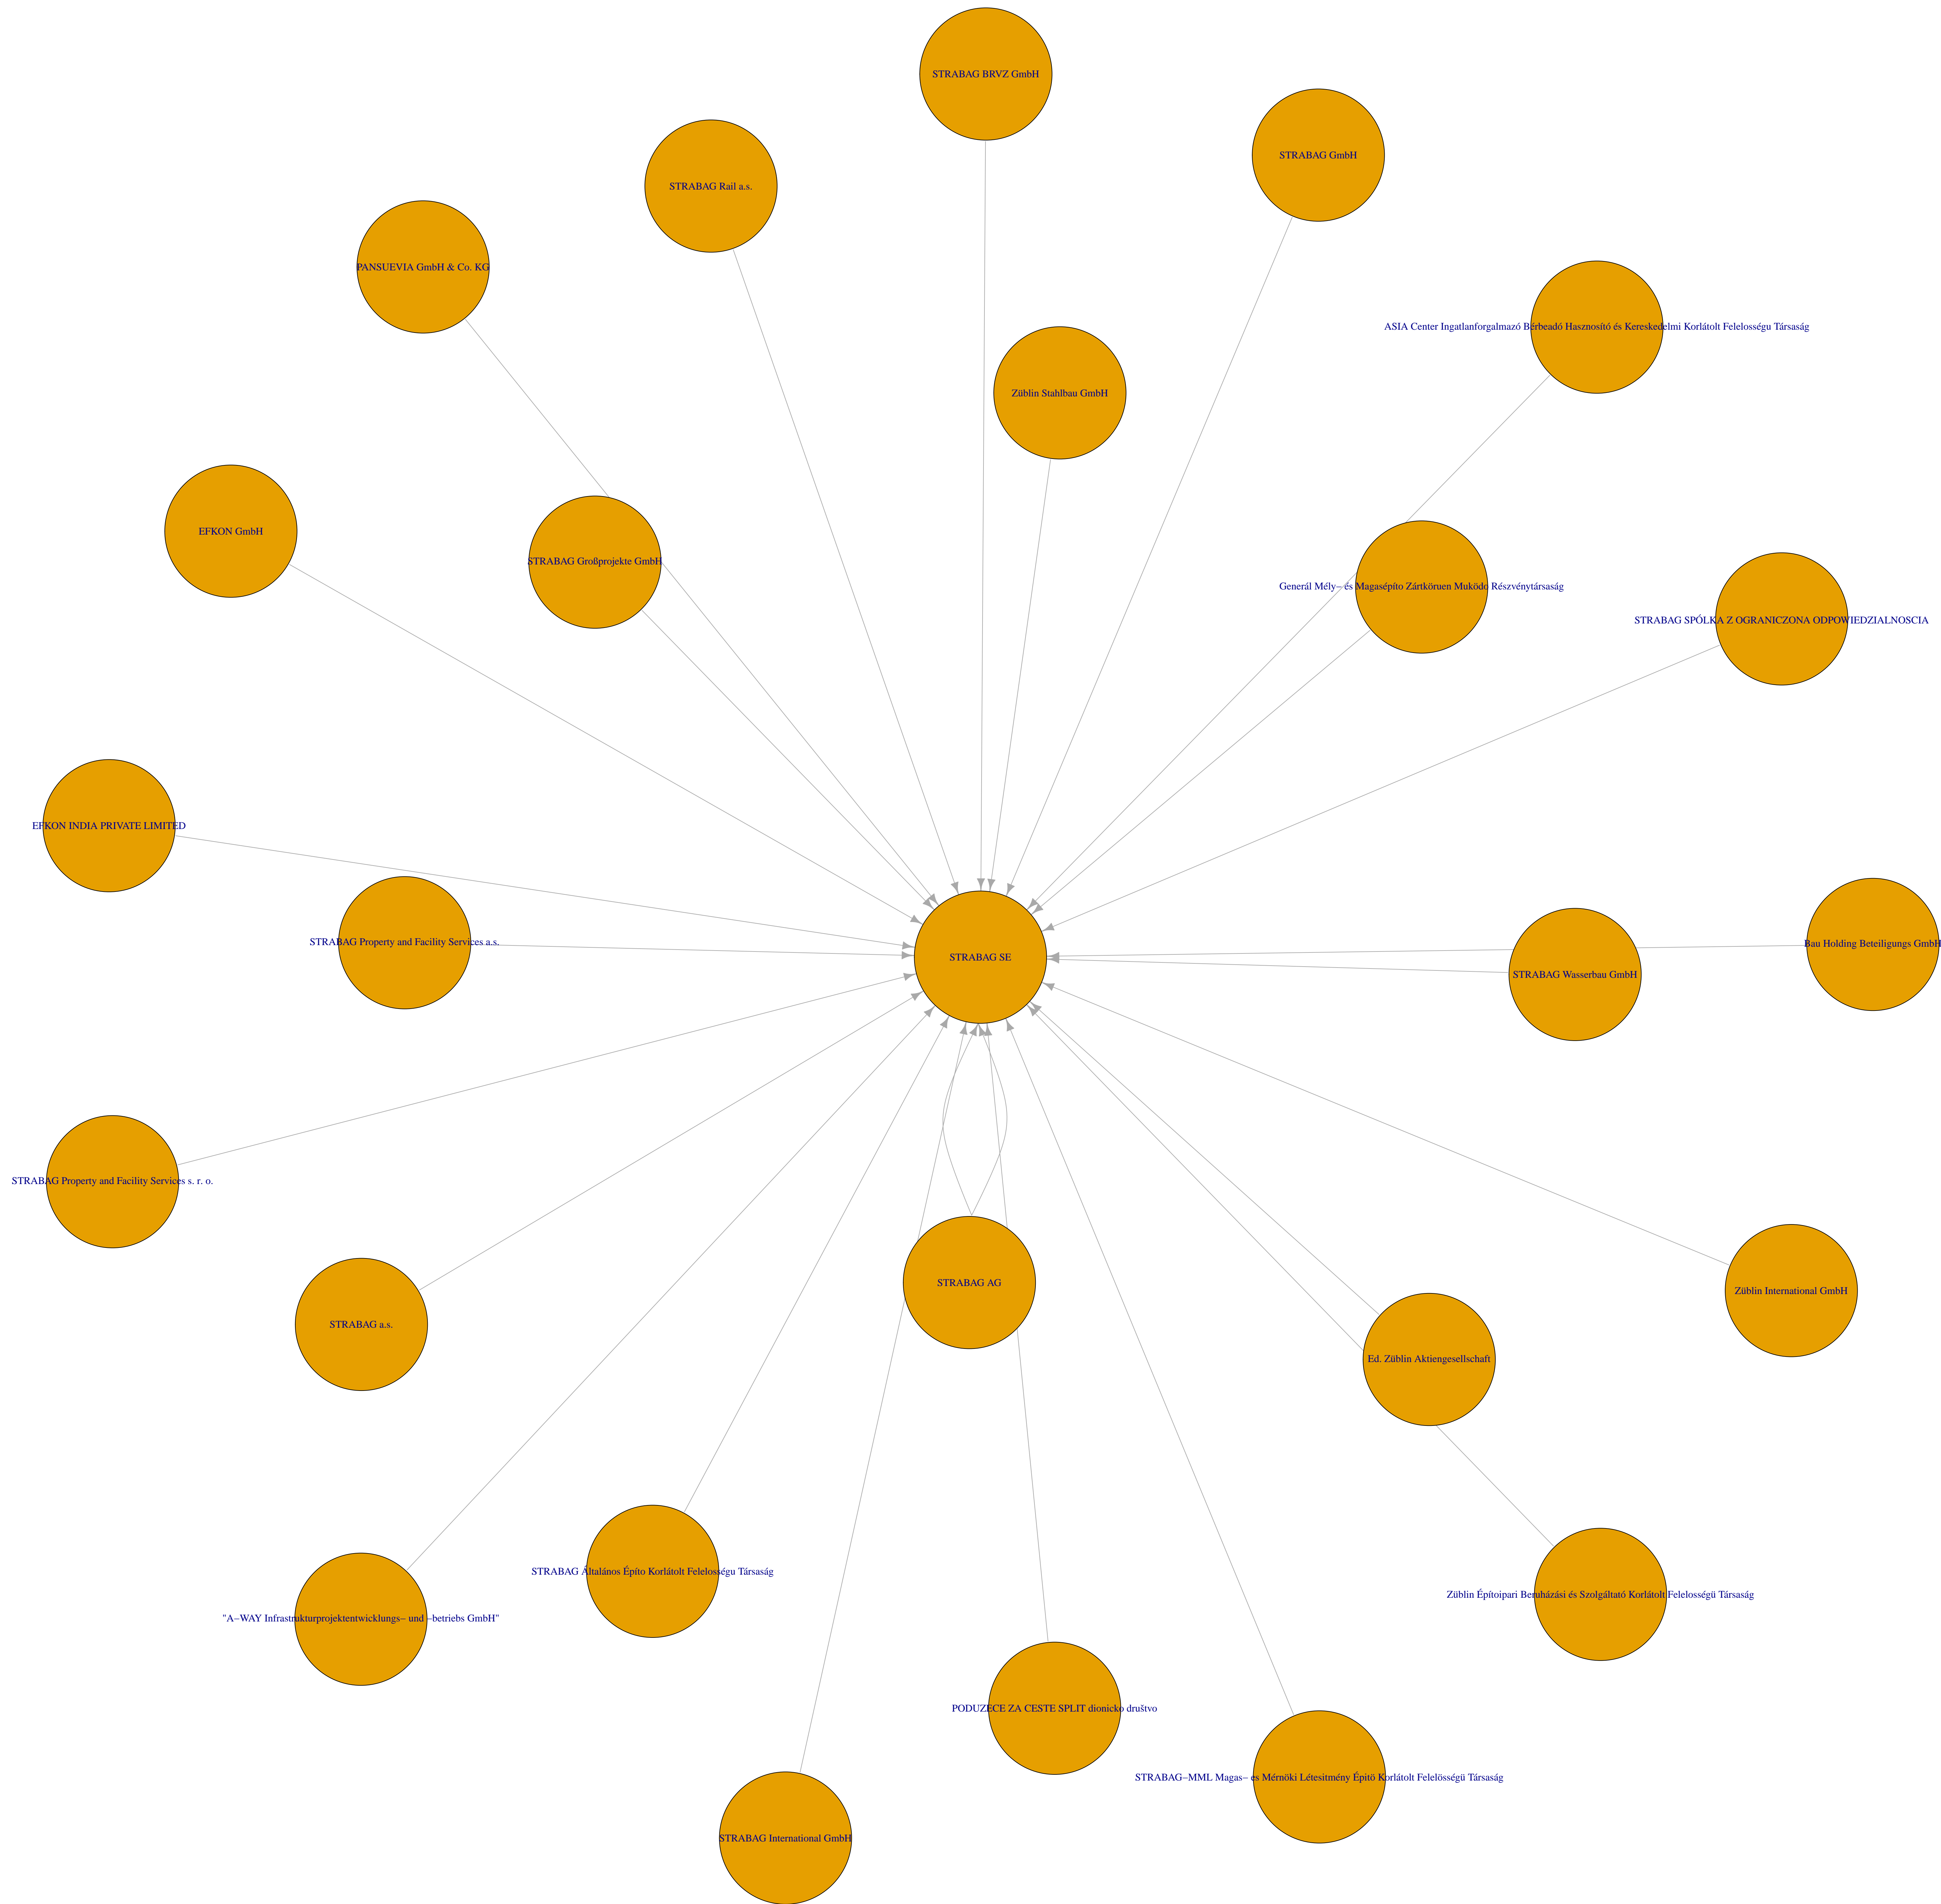 STRABAG BRVZ GmbH
STRABAG GmbH
STRABAG Rail a.s.
PANSUEVIA GmbH & Co. KG
ASIA Center Ingatlanforgalmazó Bérbeadó Hasznosító és Kereskedelmi Korlátolt Felelosségu Társaság
Züblin Stahlbau GmbH
EFKON GmbH
STRABAG Großprojekte GmbH
Generál Mély– és Magasépíto Zártköruen Muködo Részvénytársaság
STRABAG SPÓLKA Z OGRANICZONA ODPOWIEDZIALNOSCIA
EFKON INDIA PRIVATE LIMITED
STRABAG Property and Facility Services a.s.
Bau Holding Beteiligungs GmbH
STRABAG SE
STRABAG Wasserbau GmbH
STRABAG Property and Facility Services s. r. o.
STRABAG AG
Züblin International GmbH
STRABAG a.s.
Ed. Züblin Aktiengesellschaft
STRABAG Általános Építo Korlátolt Felelosségu Társaság
Züblin Építoipari Beruházási és Szolgáltató Korlátolt Felelosségü Társaság
"A–WAY Infrastrukturprojektentwicklungs– und –betriebs GmbH"
PODUZECE ZA CESTE SPLIT dionicko društvo
STRABAG–MML Magas– és Mérnöki Létesitmény Épitö Korlátolt Felelösségü Társaság
STRABAG International GmbH